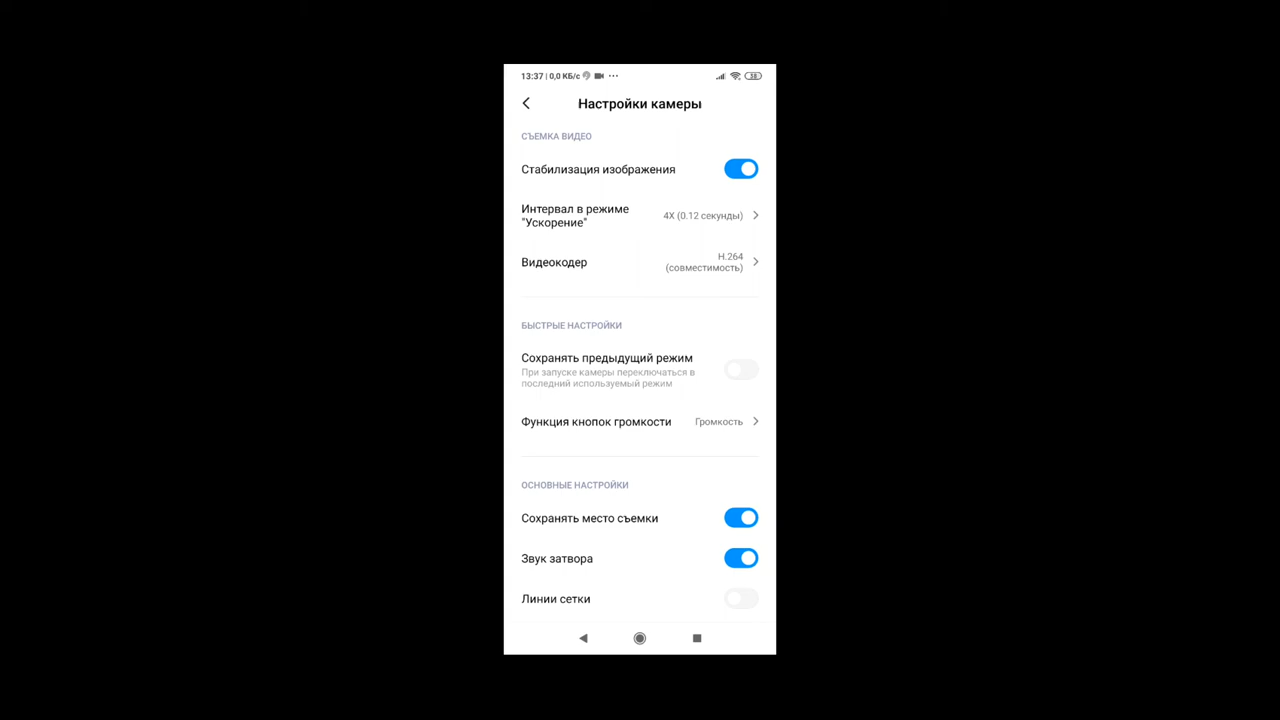 13:37 | 0,0 КБ/с ... 38
Настройки камеры
СЪЕМКА ВИДЕО
Стабилизация изображения
Интервал в режиме
"Ускорение"
4X (0.12 секунды)
Видеокодер
H.264
(совместимость)
БЫСТРЫЕ НАСТРОЙКИ
Сохранять предыдущий режим
При запуске камеры переключаться в
последний используемый режим
Функция кнопок громкости
Громкость
ОСНОВНЫЕ НАСТРОЙКИ
Сохранять место съемки
Звук затвора
Линии сетки